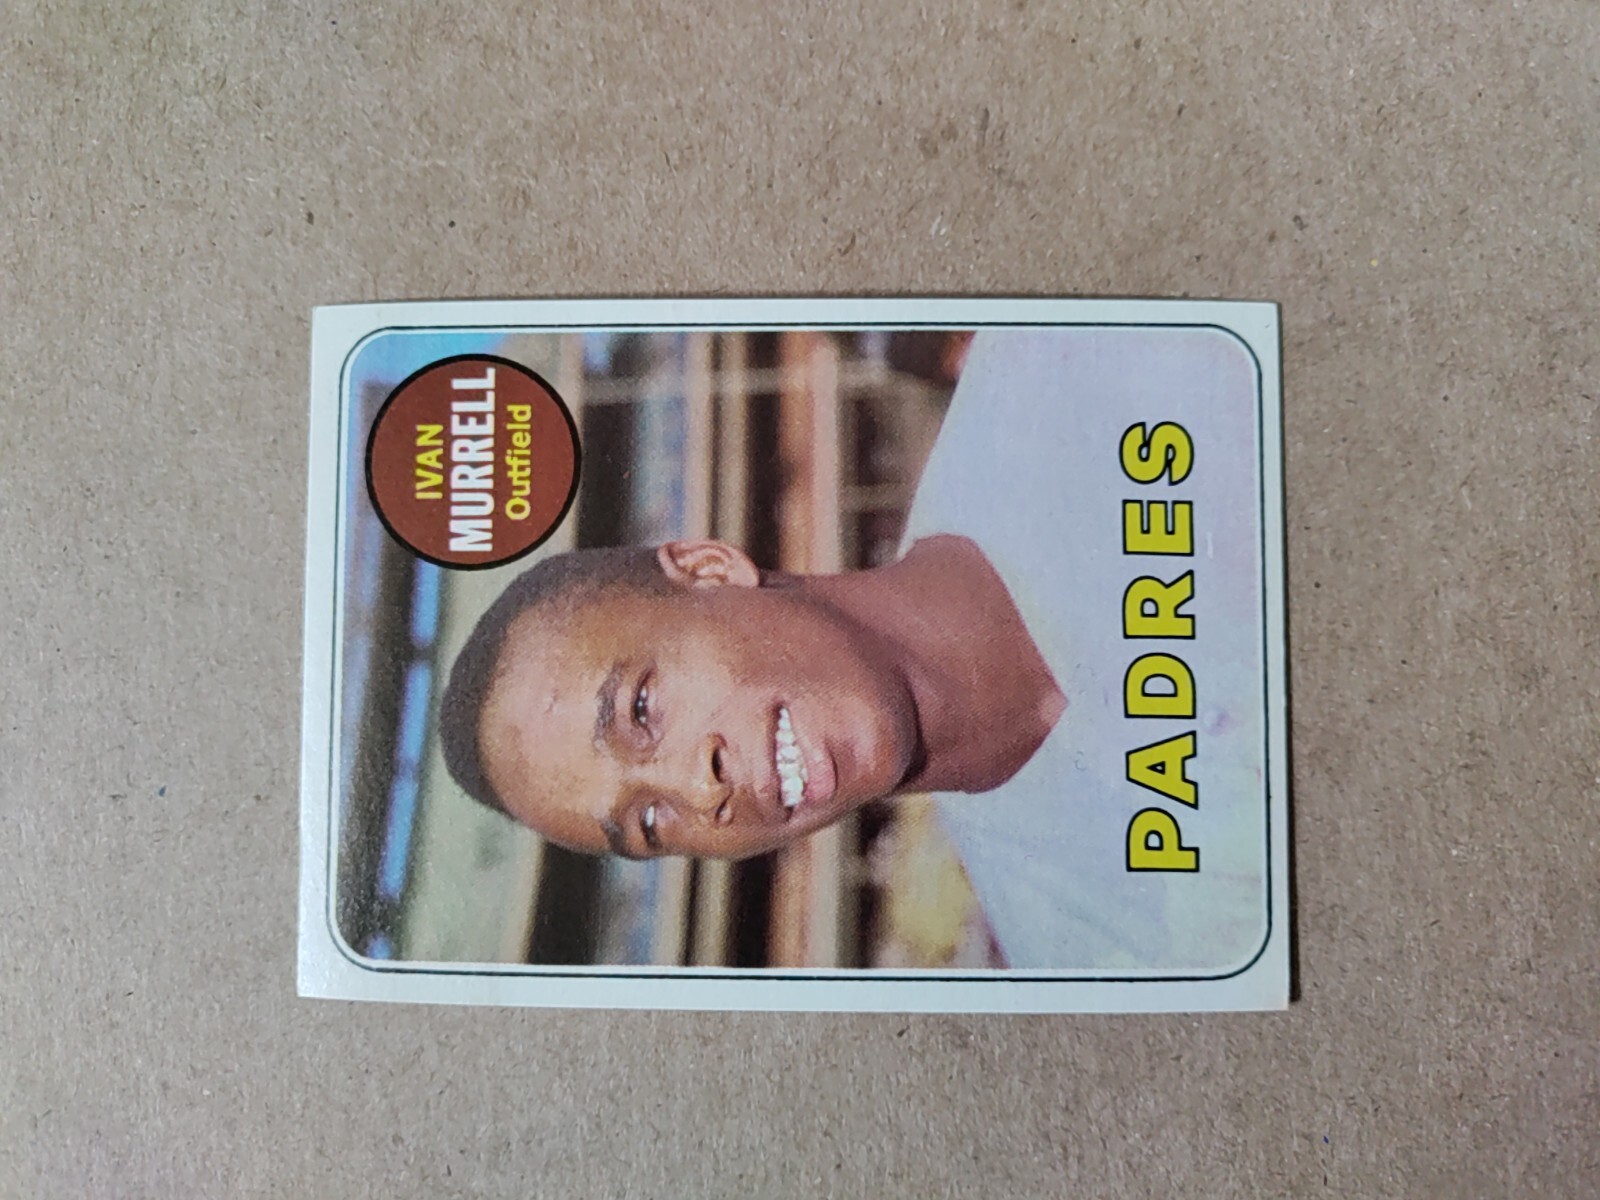 IVAN
MURRELL
Outfield
PADRES